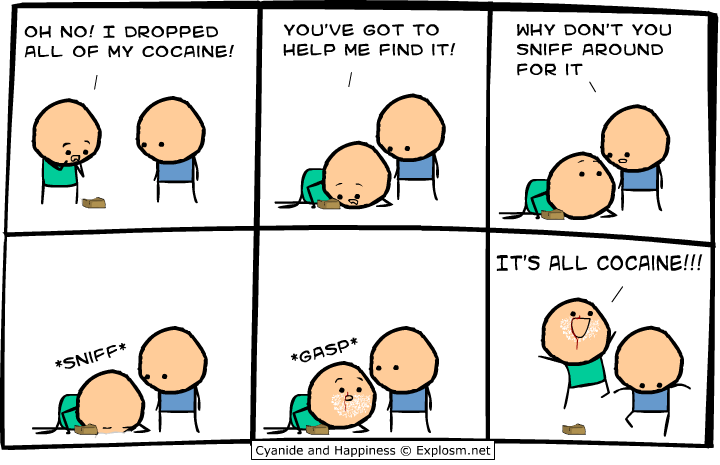 OH NO! I DROPPED
ALL OF MY COCAINE!
YOU'VE GOT TO
HELP ME FIND IT!
WHY DON'T YOU
SNIFF AROUND
FOR IT
*SNIFF*
*GASP*
IT'S ALL COCAINE!!!
Cyanide and Happiness © Explosm.net